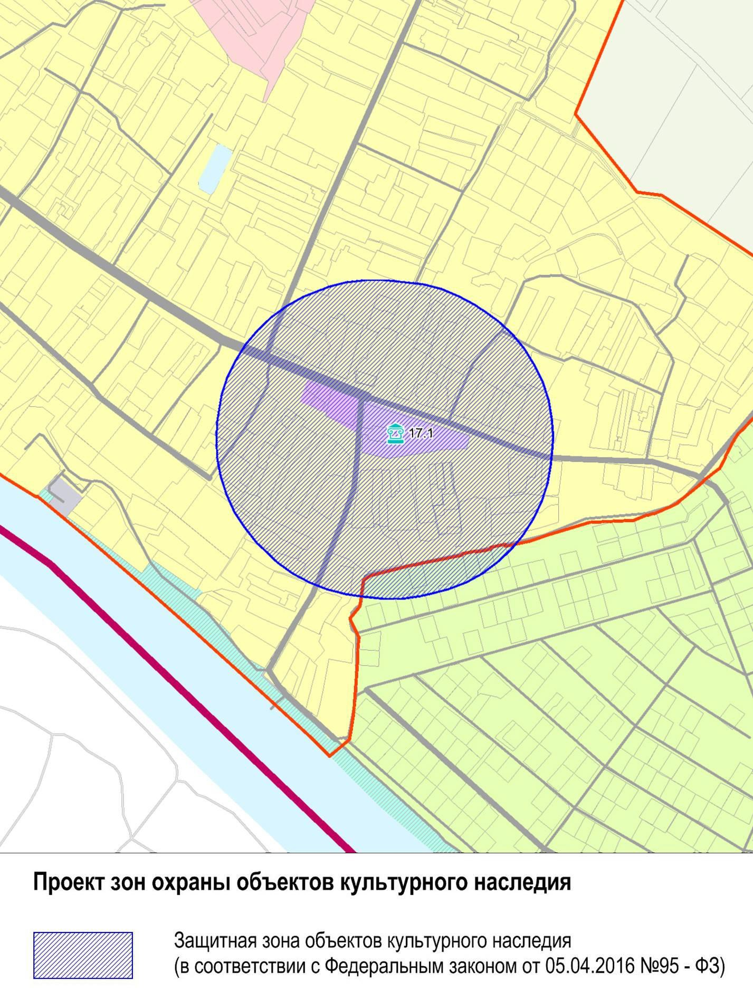 17.1
Проект зон охраны объектов культурного наследия
Защитная зона объектов культурного наследия
(в соответствии с Федеральным законом от 05.04.2016 №95 - ФЗ)